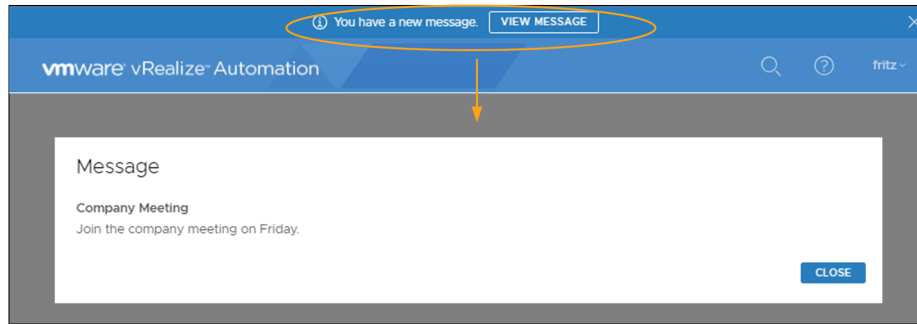 You have a new message. VIEW MESSAGE
vmware® vRealize™ Automation fritz
Message
Company Meeting
Join the company meeting on Friday.
CLOSE